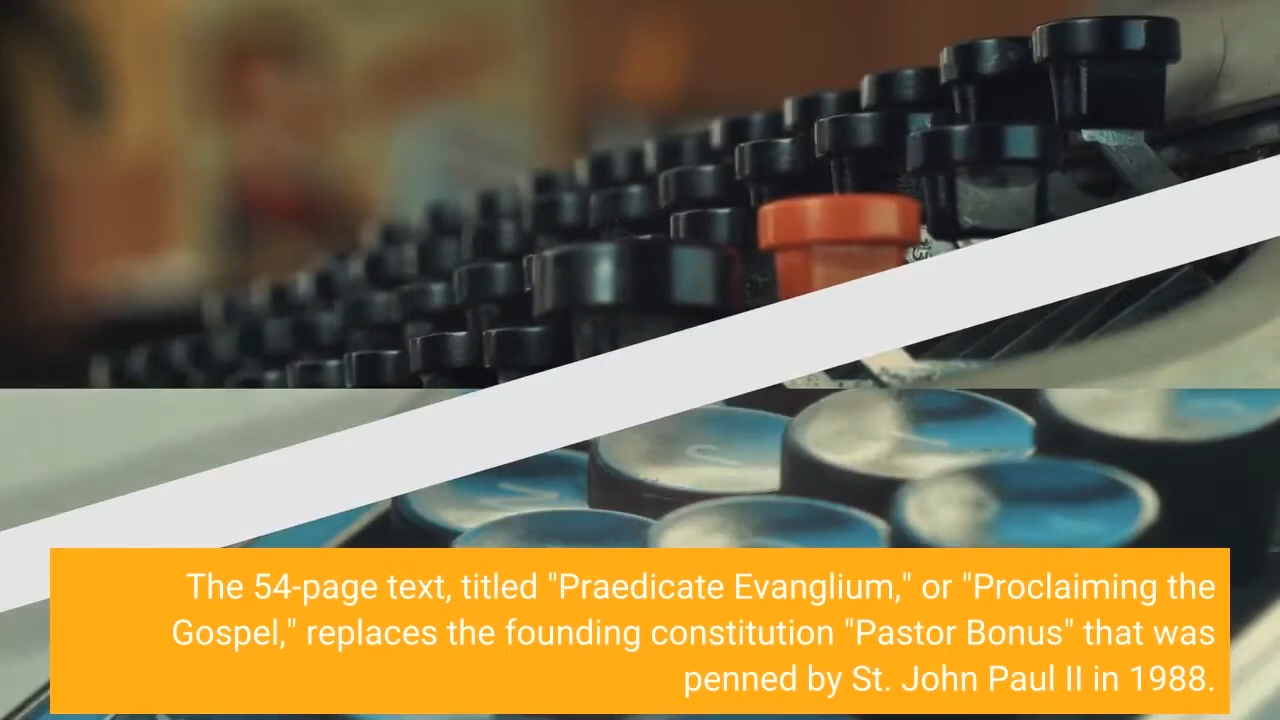 The 54-page text, titled "Praedicate Evanglium," or "Proclaiming the
Gospel," replaces the founding constitution "Pastor Bonus" that was
penned by St. John Paul II in 1988.